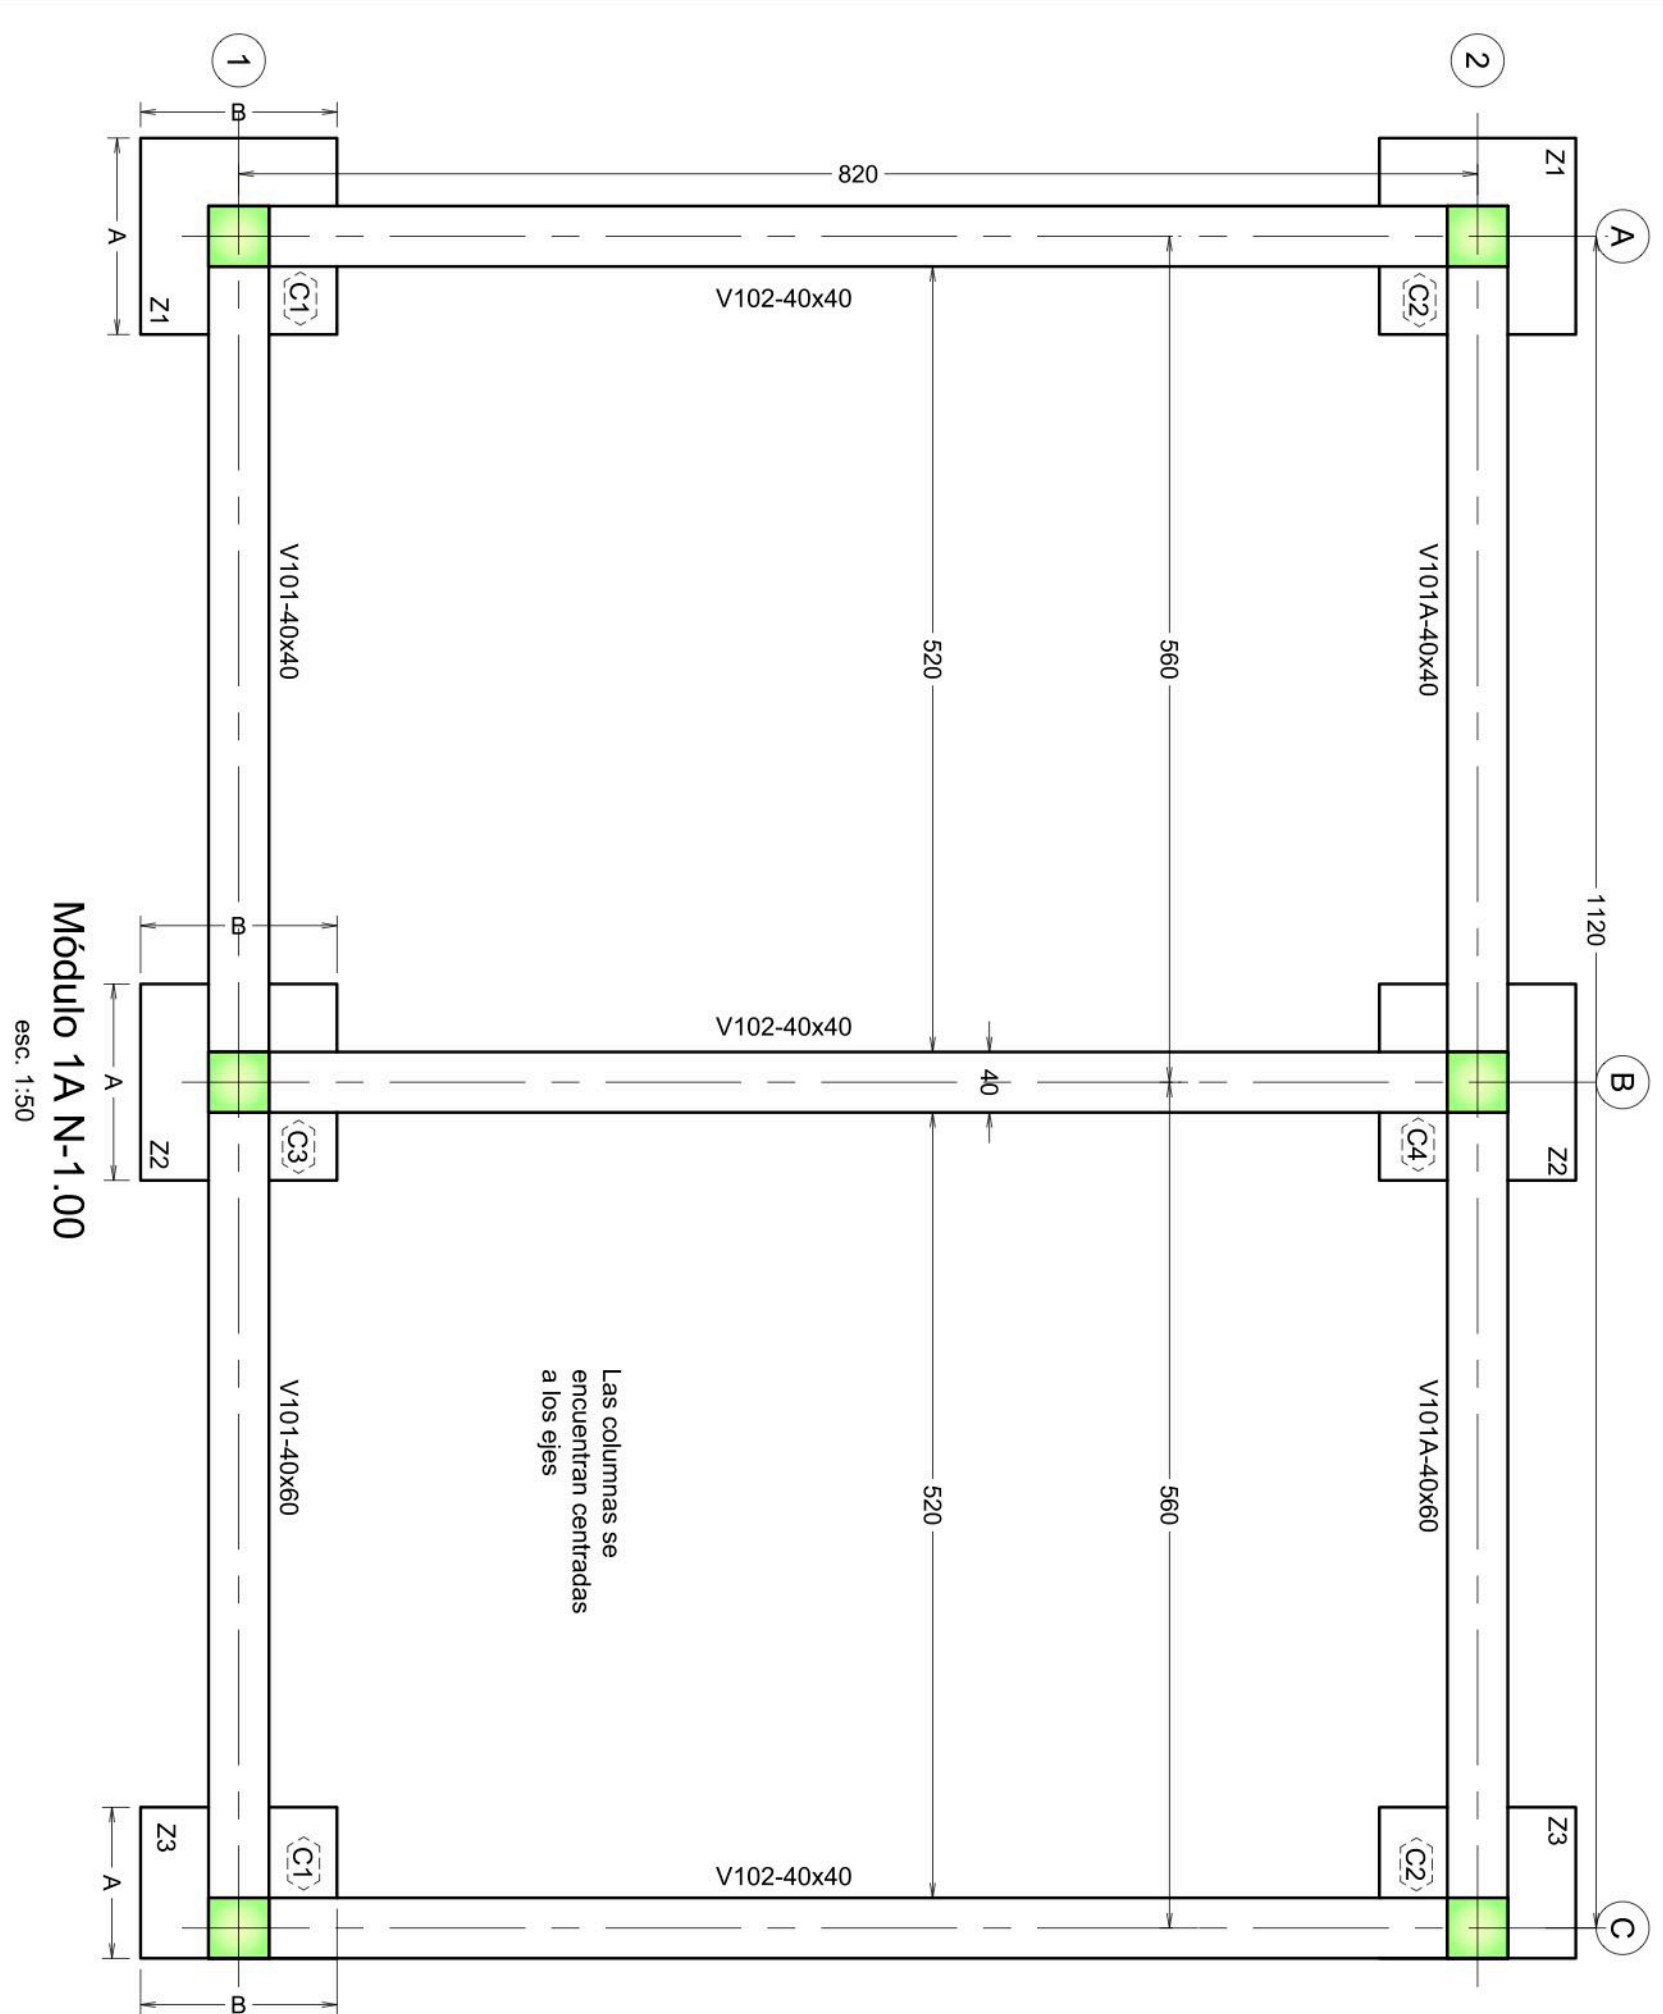 A
B
C
1120
2
Z1
Z2
Z3
C2
C4
C2
V101A-40x40
V101A-40x60
560
560
40
520
520
820
V102-40x40
V102-40x40
V102-40x40
Las columnas se
encuentran centradas
a los ejes
C1
C3
C1
V101-40x40
V101-40x60
1
B
B
B
Z1
Z2
Z3
A
A
A
Módulo 1A N-1.00
esc. 1:50